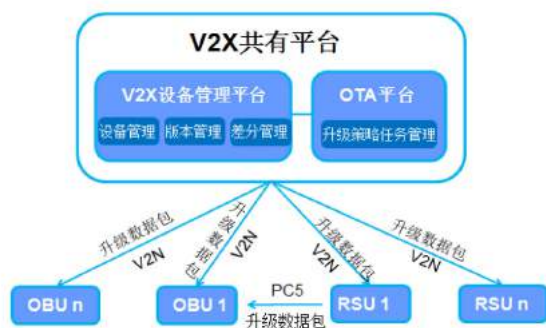 V2X共有平台
V2X设备管理平台
OTA平台
设备管理
版本管理
差分管理
升级策略任务管理
升级数据包
V2N
升级数据包
V2N
升级数据包
V2N
升级数据包
V2N
OBU n
OBU 1
PC5
升级数据包
RSU 1
RSU n